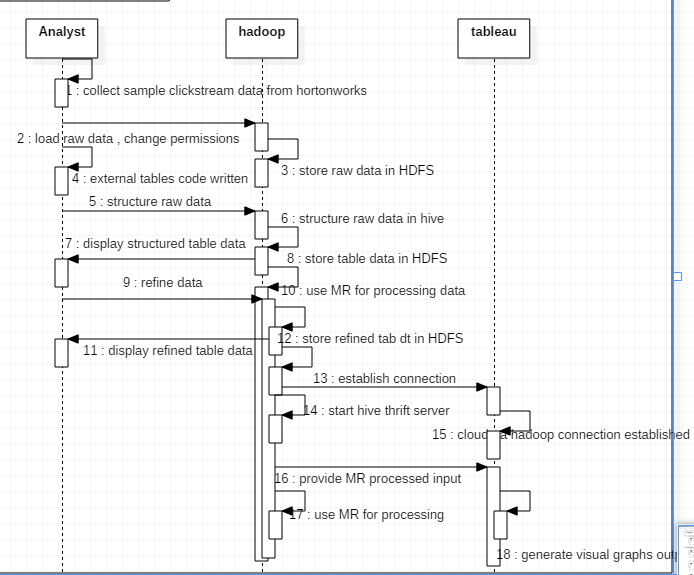 Analyst
hadoop
tableau
1 : collect sample clickstream data from hortonworks
2 : load raw data , change permissions
3 : store raw data in HDFS
4 : external tables code written
5 : structure raw data
6 : structure raw data in hive
7 : display structured table data
8 : store table data in HDFS
9 : refine data
10 : use MR for processing data
12 : store refined tab dt in HDFS
11 : display refined table data
13 : establish connection
14 : start hive thrift server
15 : hadoop connection established
16 : provide MR processed input
17 : use MR for processing
18 : generate visual graphs